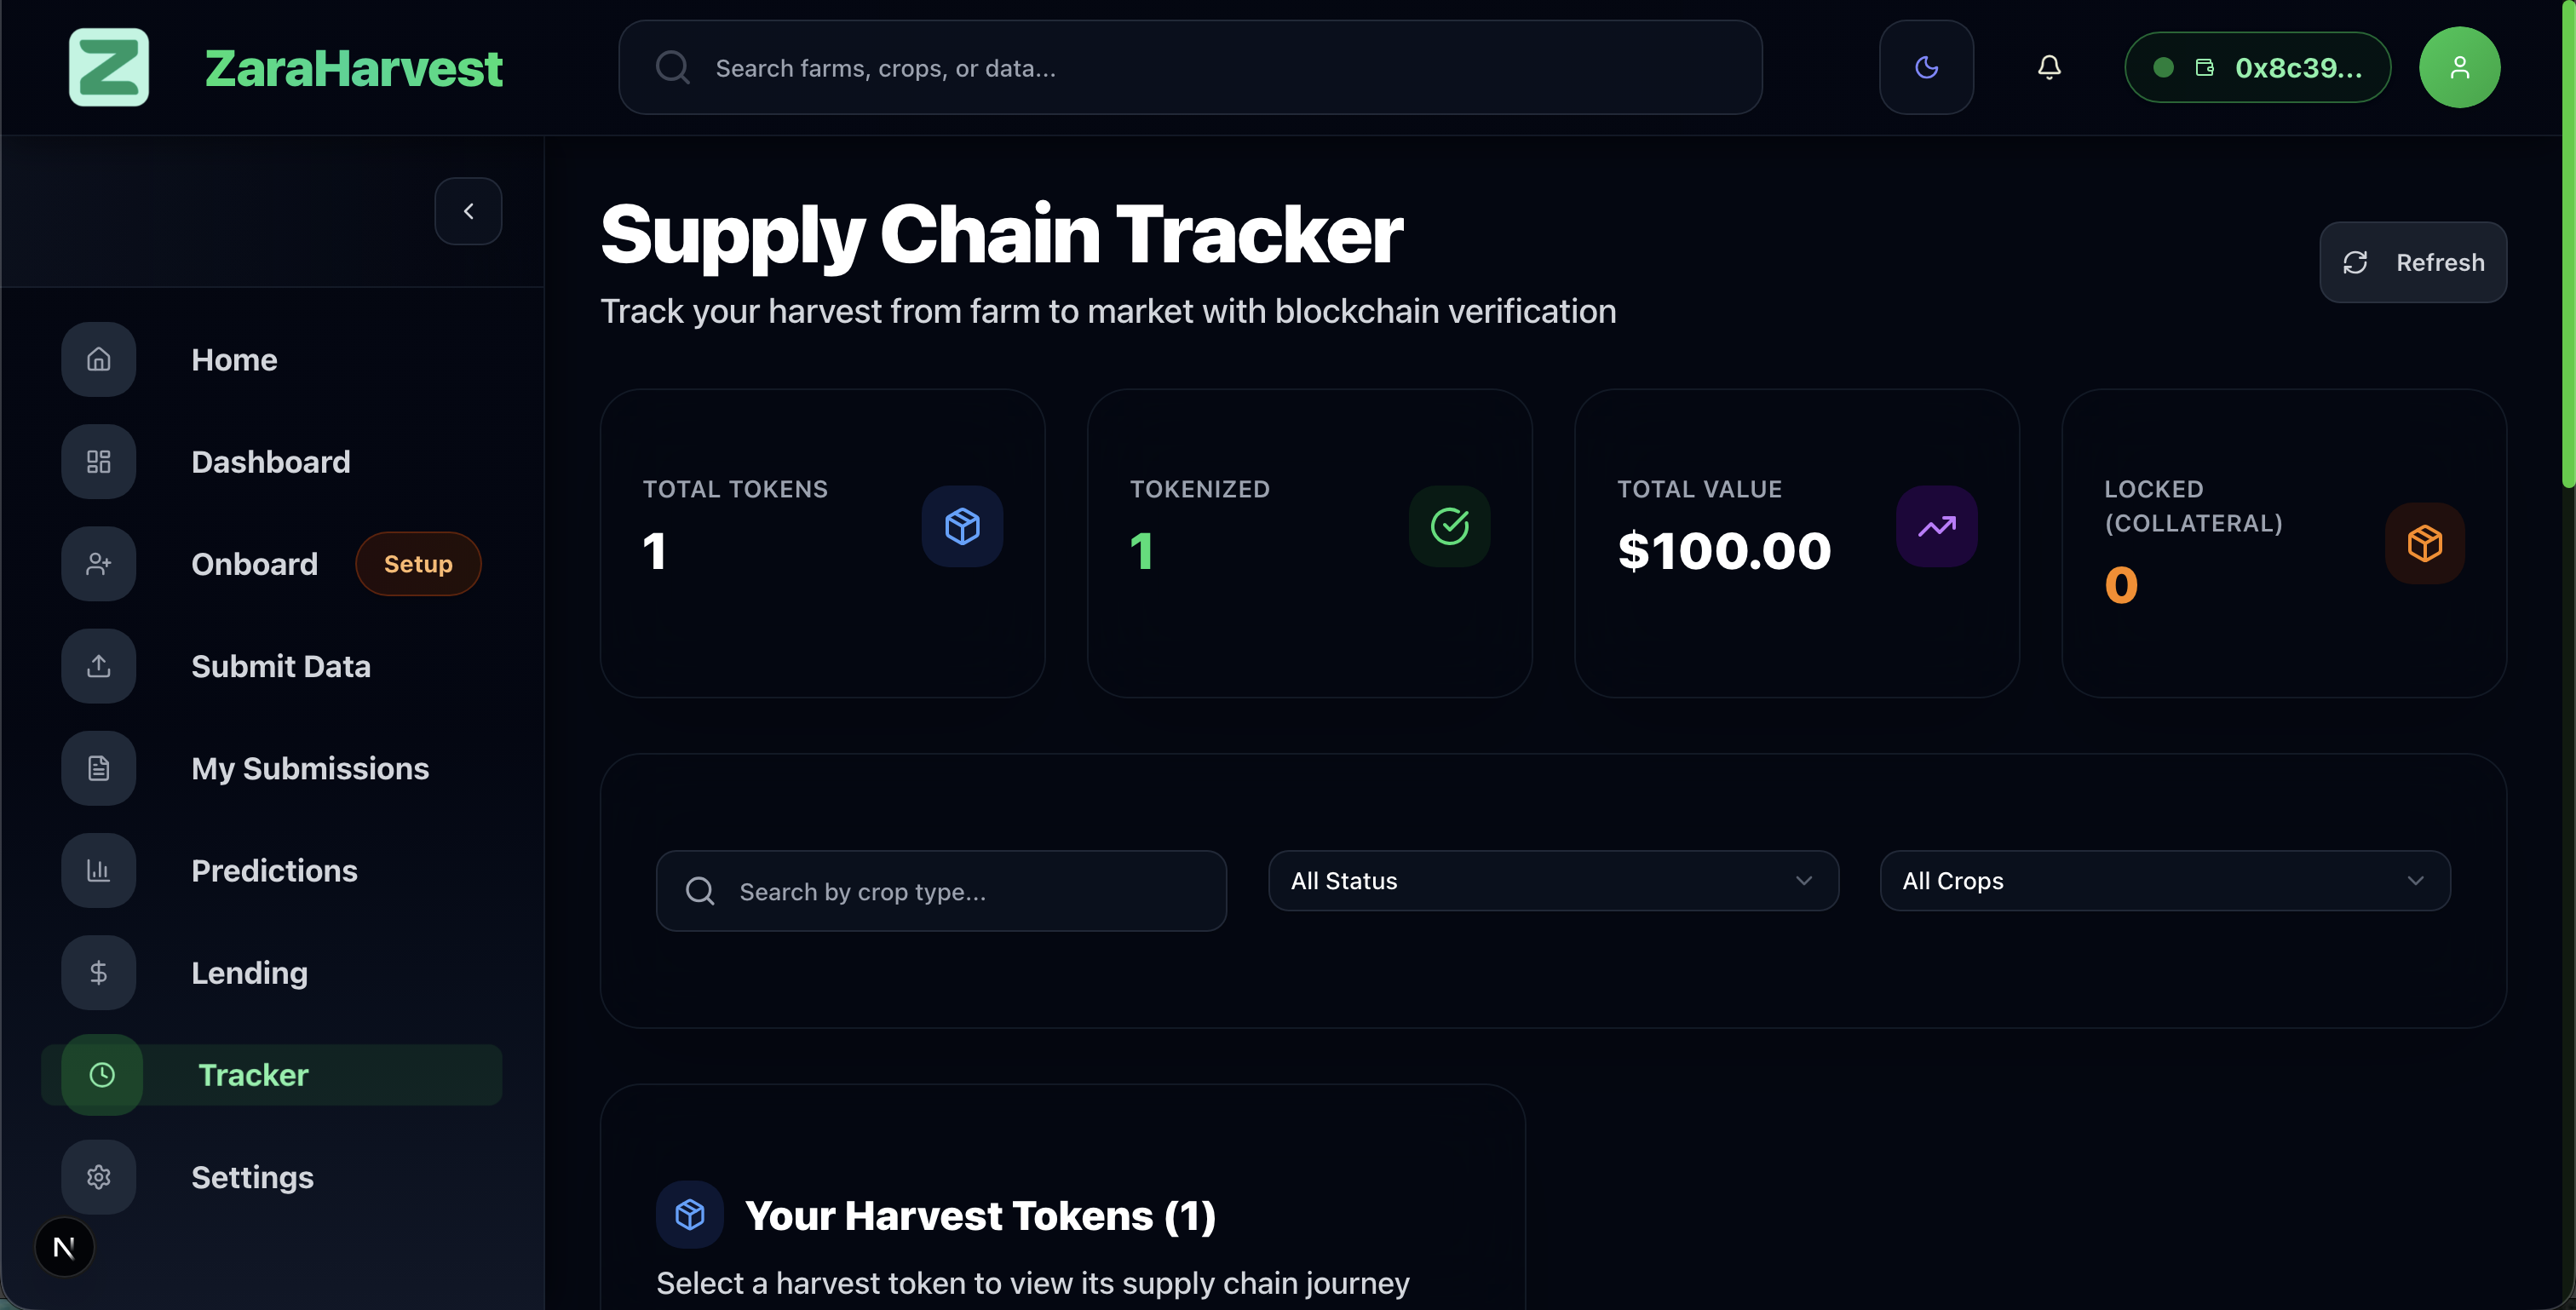 Z
ZaraHarvest
Search farms, crops, or data...
0x8c39...
Supply Chain Tracker
Refresh
Track your harvest from farm to market with blockchain verification
Home
Dashboard
Onboard
Setup
Submit Data
My Submissions
Predictions
Lending
Tracker
Settings
N
TOTAL TOKENS
1
TOKENIZED
1
TOTAL VALUE
$100.00
LOCKED
(COLLATERAL)
0
Search by crop type...
All Status
All Crops
Your Harvest Tokens (1)
Select a harvest token to view its supply chain journey